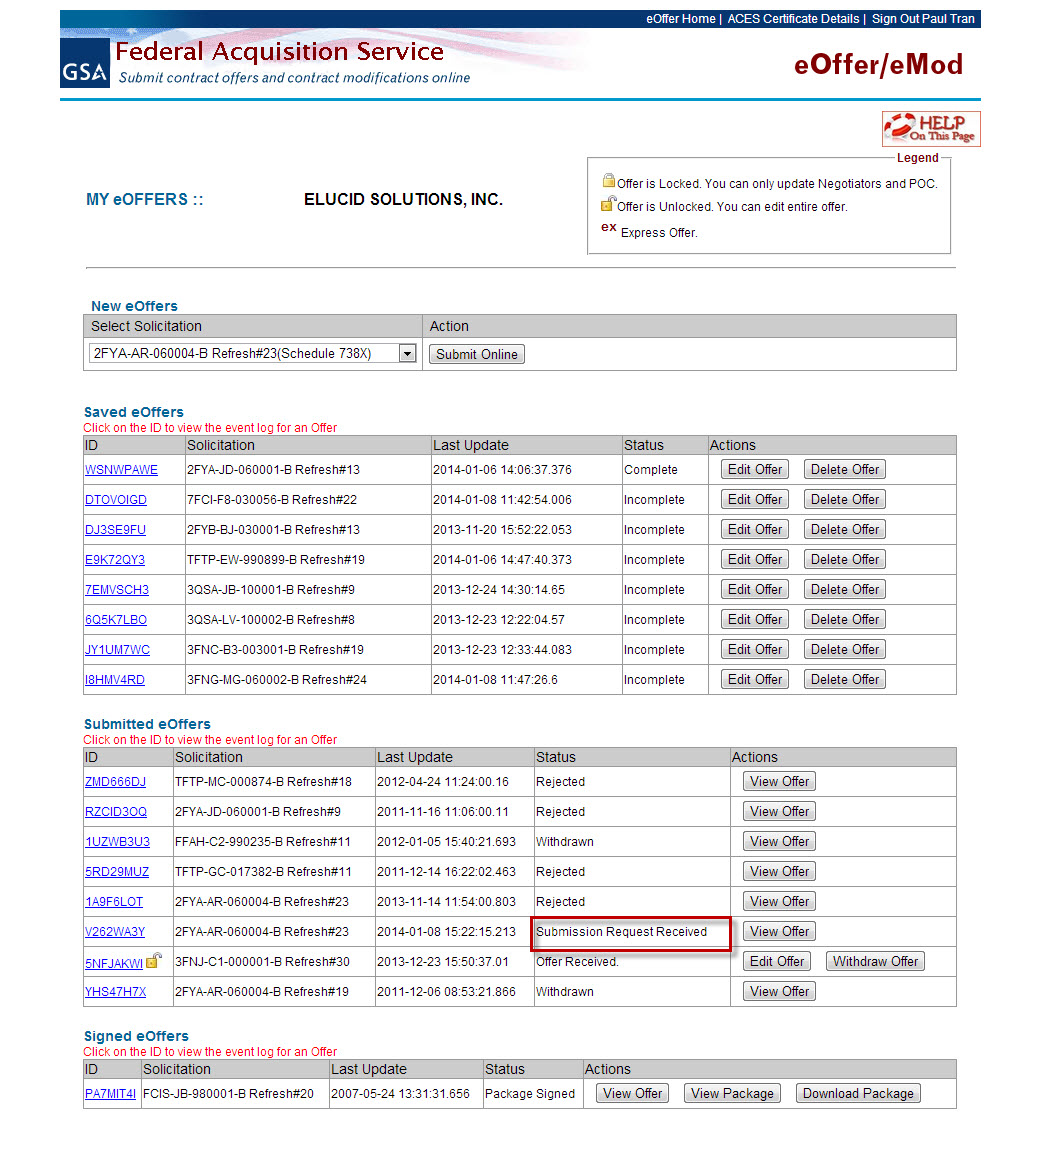 eOffer Home | ACES Certificate Details | Sign Out Paul Tran
GSA Federal Acquisition Service
Submit contract offers and contract modifications online
eOffer/eMod
HELP
On This Page
MY eOFFERS :: ELUCID SOLUTIONS, INC.
Legend
Offer is Locked. You can only update Negotiators and POC.
Offer is Unlocked. You can edit entire offer.
ex Express Offer.
New eOffers
Select Solicitation Action
2FYA-AR-060004-B Refresh#23(Schedule 738X) Submit Online
Saved eOffers
Click on the ID to view the event log for an Offer
ID Solicitation Last Update Status Actions
WSNWPAWE 2FYA-JD-060001-B Refresh#13 2014-01-06 14:06:37.376 Complete Edit Offer Delete Offer
DTOVOIGD 7FCI-F8-030056-B Refresh#22 2014-01-08 11:42:54.006 Incomplete Edit Offer Delete Offer
DJ3SE9FU 2FYB-BJ-030001-B Refresh#13 2013-11-20 15:52:22.053 Incomplete Edit Offer Delete Offer
E9K72QY3 TFTP-EW-990899-B Refresh#19 2014-01-06 14:47:40.373 Incomplete Edit Offer Delete Offer
7EMVSCH3 3QSA-JB-100001-B Refresh#9 2013-12-24 14:30:14.65 Incomplete Edit Offer Delete Offer
6Q5K7LBO 3QSA-LV-100002-B Refresh#8 2013-12-23 12:22:04.57 Incomplete Edit Offer Delete Offer
JY1UM7WC 3FNC-B3-003001-B Refresh#19 2013-12-23 12:33:44.083 Incomplete Edit Offer Delete Offer
I8HMV4RD 3FNG-MG-060002-B Refresh#24 2014-01-08 11:47:26.6 Incomplete Edit Offer Delete Offer
Submitted eOffers
Click on the ID to view the event log for an Offer
ID Solicitation Last Update Status Actions
ZMD666DJ TFTP-MC-000874-B Refresh#18 2012-04-24 11:24:00.16 Rejected View Offer
RZCID3OQ 2FYA-JD-060001-B Refresh#9 2011-11-16 11:06:00.11 Rejected View Offer
1UZWB3U3 FFAH-C2-990235-B Refresh#11 2012-01-05 15:40:21.693 Withdrawn View Offer
5RD29MUZ TFTP-GC-017382-B Refresh#11 2011-12-14 16:22:02.463 Rejected View Offer
1A9F6LOT 2FYA-AR-060004-B Refresh#23 2013-11-14 11:54:00.803 Rejected View Offer
V262WA3Y 2FYA-AR-060004-B Refresh#23 2014-01-08 15:22:15.213 Submission Request Received View Offer
5NFJAKWI 3FNJ-C1-000001-B Refresh#30 2013-12-23 15:50:37.01 Offer Received. Edit Offer Withdraw Offer
YHS47H7X 2FYA-AR-060004-B Refresh#19 2011-12-06 08:53:21.866 Withdrawn View Offer
Signed eOffers
Click on the ID to view the event log for an Offer
ID Solicitation Last Update Status Actions
PA7MIT4I FCIS-JB-980001-B Refresh#20 2007-05-24 13:31:31.656 Package Signed View Offer View Package Download Package